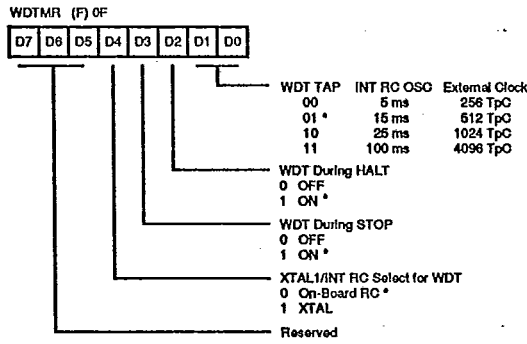 WDTMR (F) 0F
D7 D6 D5 D4 D3 D2 D1 D0
WDT TAP INT RC OSC External Clock
00 5 ms 256 TpC
01 * 15 ms 512 TpC
10 25 ms 1024 TpC
11 100 ms 4096 TpC
WDT During HALT
0 OFF
1 ON *
WDT During STOP
0 OFF
1 ON *
XTAL1/INT RC Select for WDT
0 On-Board RC *
1 XTAL
Reserved